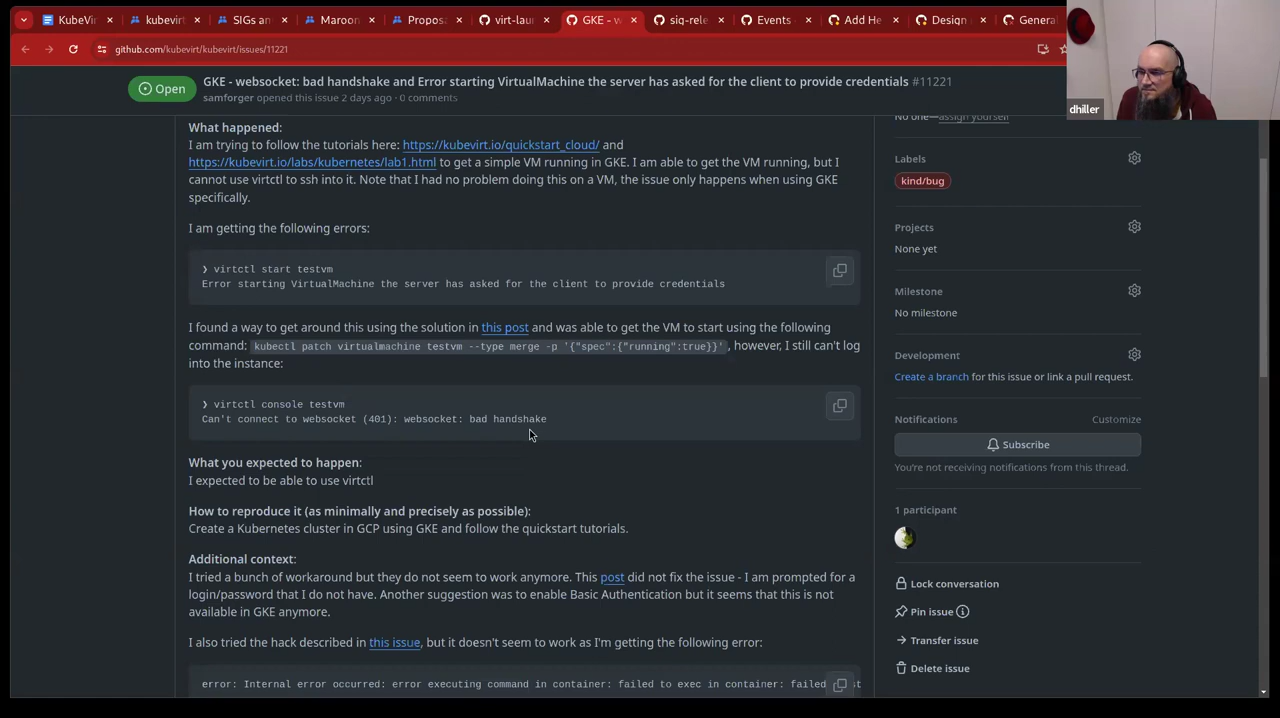 KubeVi
kubevirt
SIGs an
Maroon
Proposa
virt-lau
GKE - w
sig-rele
Events
Add He
Design
General
github.com/kubevirt/kubevirt/issues/11221
Open
GKE - websocket: bad handshake and Error starting VirtualMachine the server has asked for the client to provide credentials #11221
samforger opened this issue 2 days ago · 0 comments
dhiller
No one—assign yourself
What happened:
I am trying to follow the tutorials here: https://kubevirt.io/quickstart_cloud/ and
https://kubevirt.io/labs/kubernetes/lab1.html to get a simple VM running in GKE. I am able to get the VM running, but I
cannot use virtctl to ssh into it. Note that I had no problem doing this on a VM, the issue only happens when using GKE
specifically.
I am getting the following errors:
❯ virtctl start testvm
Error starting VirtualMachine the server has asked for the client to provide credentials
I found a way to get around this using the solution in this post and was able to get the VM to start using the following
command: kubectl patch virtualmachine testvm --type merge -p '{"spec":{"running":true}}' , however, I still can't log
into the instance:
❯ virtctl console testvm
Can't connect to websocket (401): websocket: bad handshake
What you expected to happen:
I expected to be able to use virtctl
How to reproduce it (as minimally and precisely as possible):
Create a Kubernetes cluster in GCP using GKE and follow the quickstart tutorials.
Additional context:
I tried a bunch of workaround but they do not seem to work anymore. This post did not fix the issue - I am prompted for a
login/password that I do not have. Another suggestion was to enable Basic Authentication but it seems that this is not
available in GKE anymore.
I also tried the hack described in this issue, but it doesn't seem to work as I'm getting the following error:
error: Internal error occurred: error executing command in container: failed to exec in container: failed
Labels
kind/bug
Projects
None yet
Milestone
No milestone
Development
Create a branch for this issue or link a pull request.
Notifications
Customize
Subscribe
You're not receiving notifications from this thread.
1 participant
Lock conversation
Pin issue
Transfer issue
Delete issue